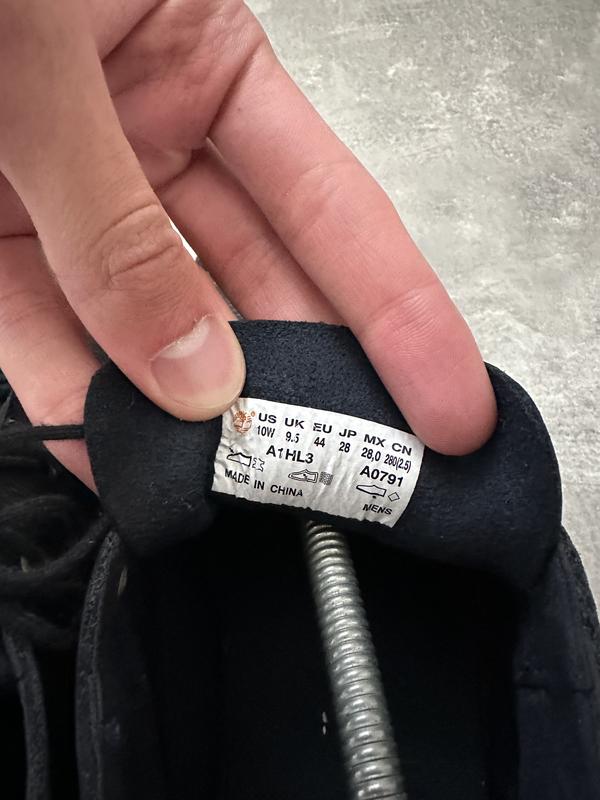 US UK EU JP MX CN
10W 9.5 44 28 28,0 280(2.5)
A1HL3 A0791
MADE IN CHINA
MENS